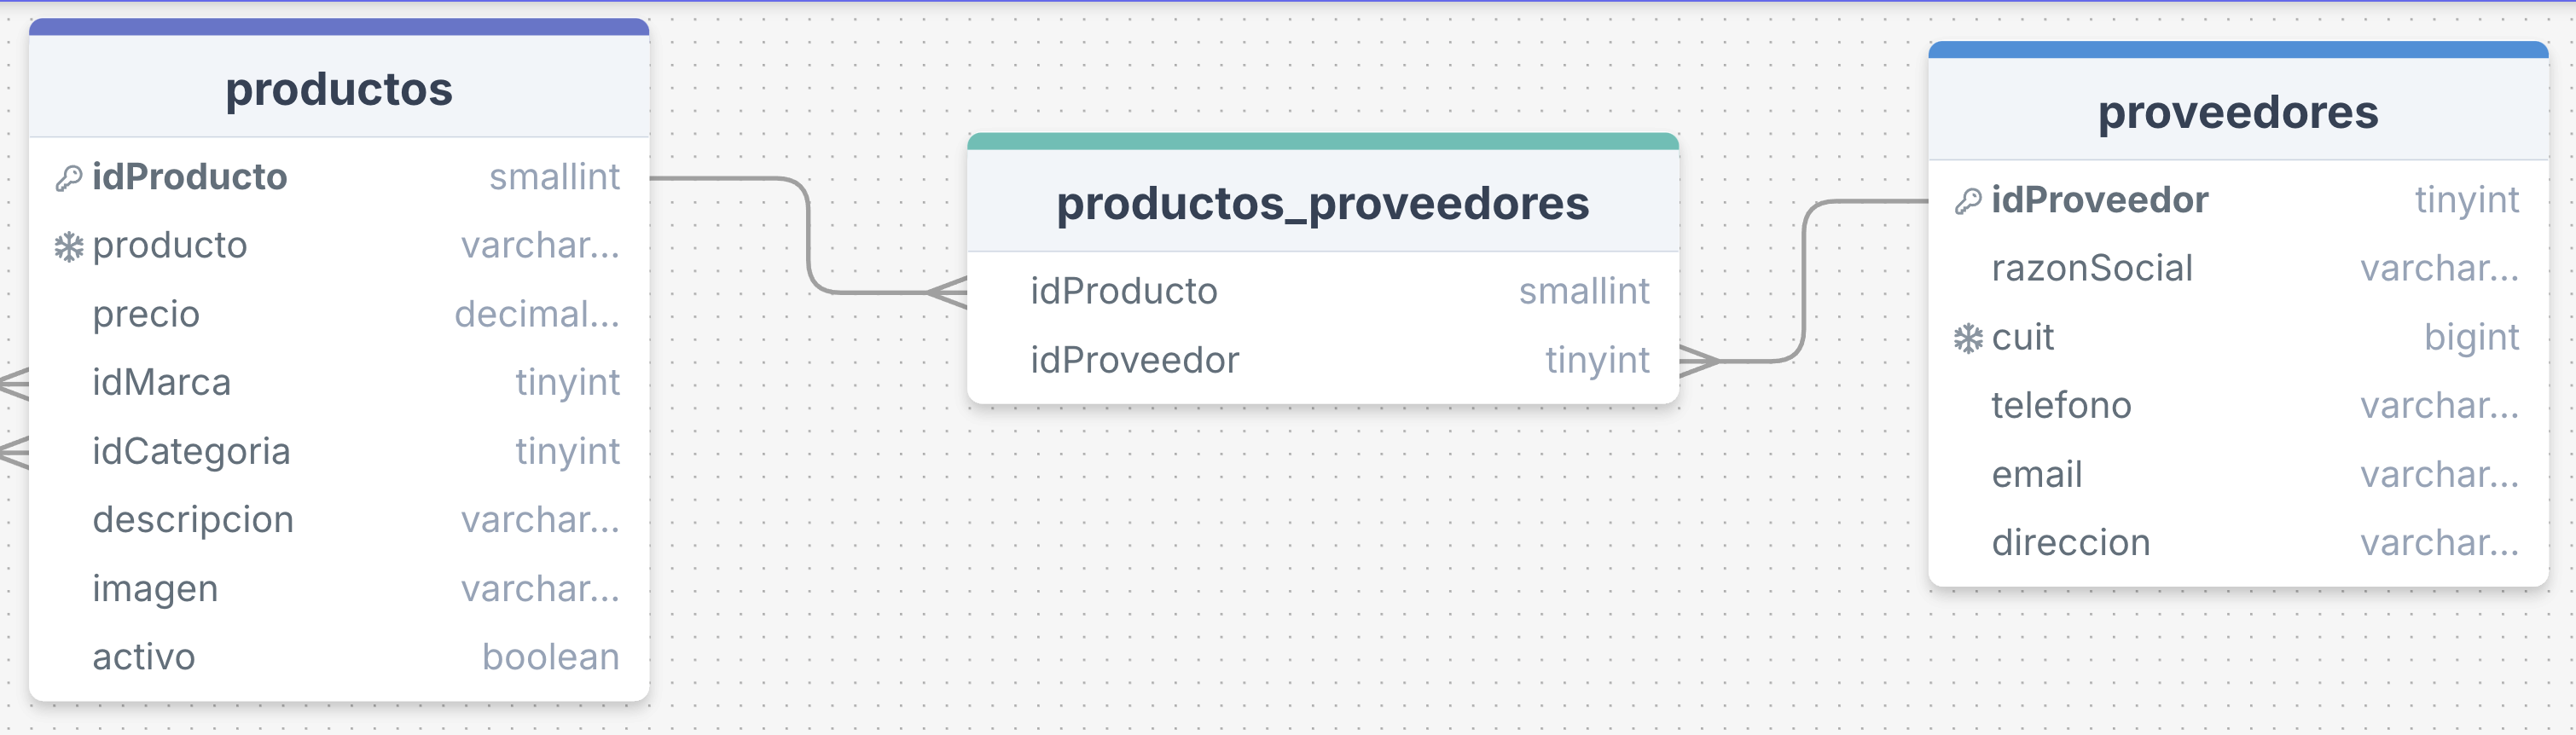 productos
idProducto smallint
producto varchar...
precio decimal...
idMarca tinyint
idCategoria tinyint
descripcion varchar...
imagen varchar...
activo boolean
productos_proveedores
idProducto smallint
idProveedor tinyint
proveedores
idProveedor tinyint
razonSocial varchar...
cuit bigint
telefono varchar...
email varchar...
direccion varchar...